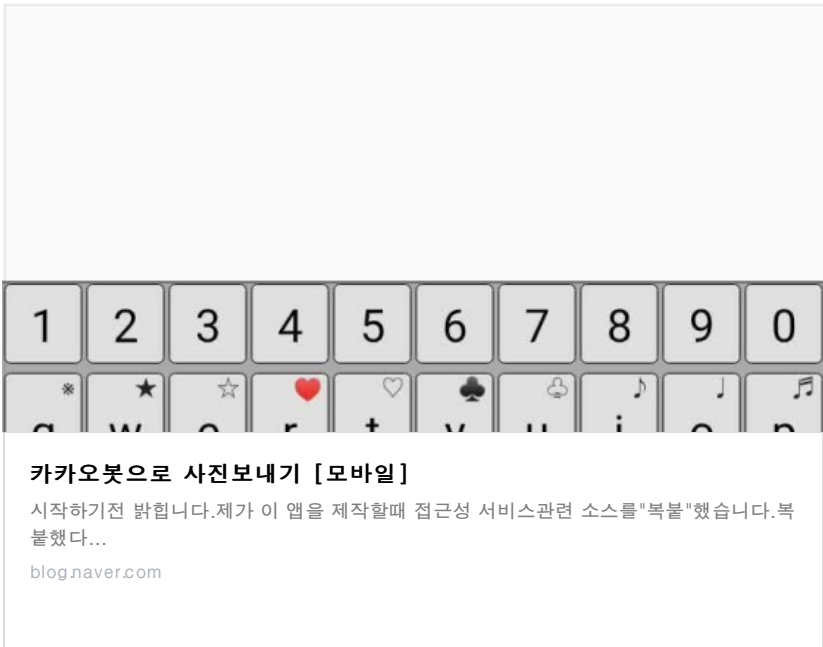 1 2 3 4 5 6 7 8 9 0
※ ★ ☆ ♥ ♡ ♣ ♧ ♪ ♩ ♬
q w e r t y u i o p
카카오봇으로 사진보내기 [모바일]
시작하기전 밝힙니다.제가 이 앱을 제작할때 접근성 서비스관련 소스를"복붙"했습니다.복
붙했다...
blog.naver.com